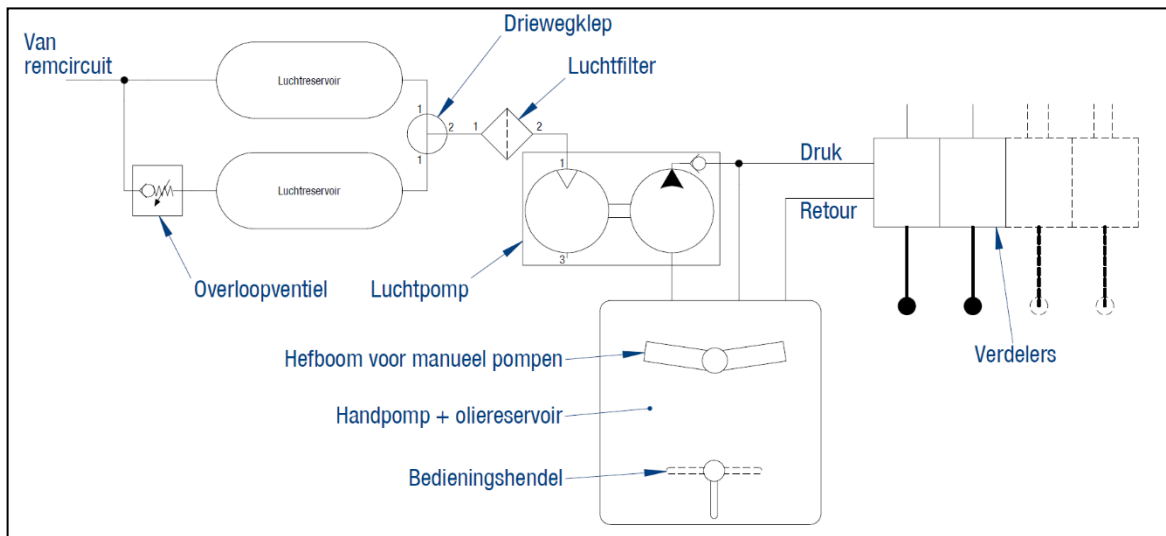 Driewegklep
Van
remcircuit
Luchtfilter
Luchtreservoir
1
2
1
2
1
1
Druk
Luchtreservoir
Retour
3
Overloopventiel
Luchtpomp
Hefboom voor manueel pompen
Verdelers
Handpomp + oliereservoir
Bedieningshendel